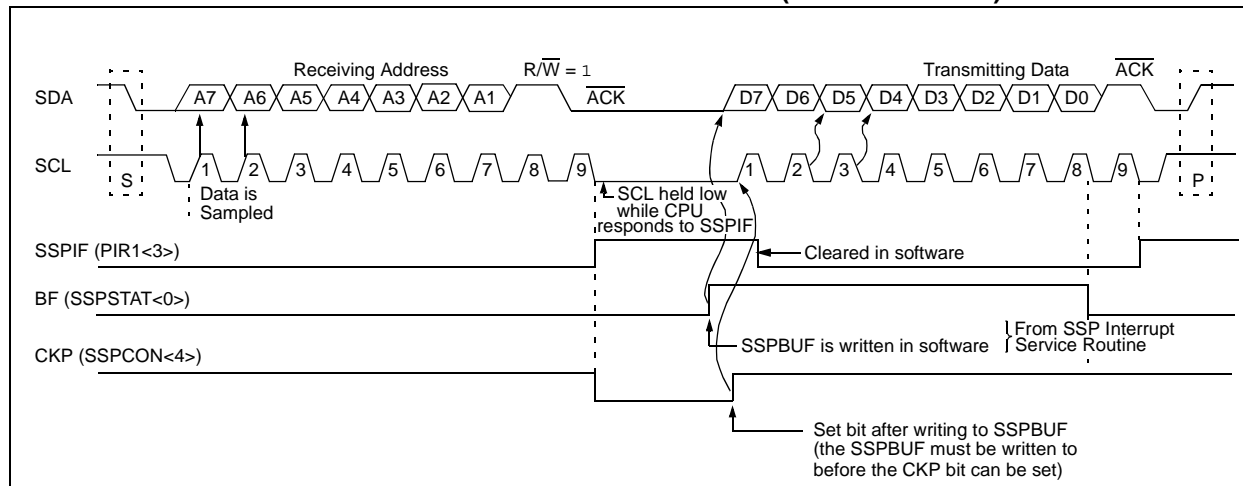 Receiving Address
R/W = 1
Transmitting Data
ACK
SDA
A7 A6 A5 A4 A3 A2 A1
ACK
D7 D6 D5 D4 D3 D2 D1 D0
SCL
S
1 2 3 4 5 6 7 8 9
1 2 3 4 5 6 7 8 9
P
Data is
Sampled
SCL held low
while CPU
responds to SSPIF
SSPIF (PIR1<3>)
Cleared in software
BF (SSPSTAT<0>)
SSPBUF is written in software
From SSP Interrupt
Service Routine
CKP (SSPCON<4>)
Set bit after writing to SSPBUF
(the SSPBUF must be written to
before the CKP bit can be set)